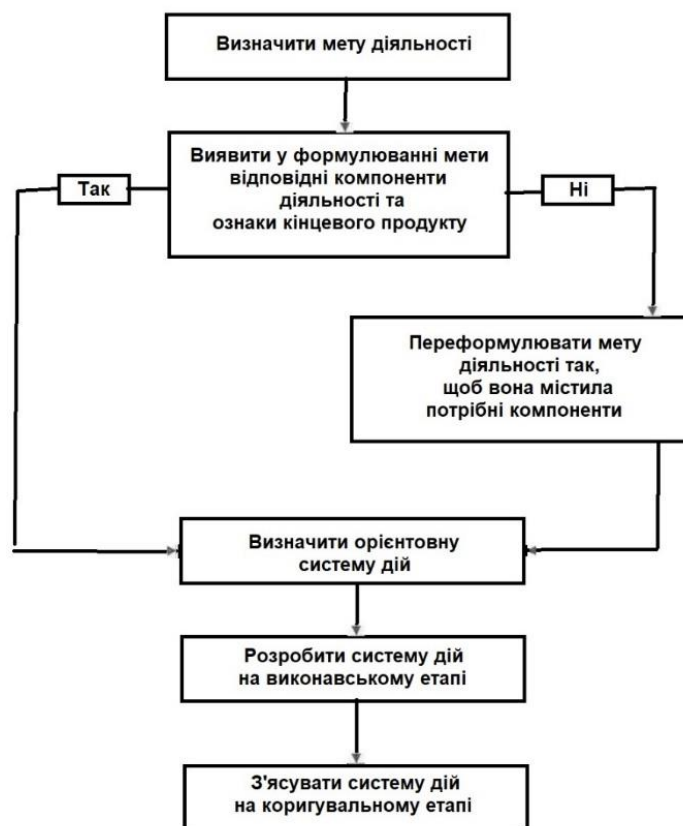 Визначити мету діяльності
Виявити у формулюванні мети
відповідні компоненти
діяльності та
ознаки кінцевого продукту
Так
Ні
Переформулювати мету
діяльності так,
щоб вона містила
потрібні компоненти
Визначити орієнтовну
систему дій
Розробити систему дій
на виконавському етапі
З'ясувати систему дій
на коригувальному етапі